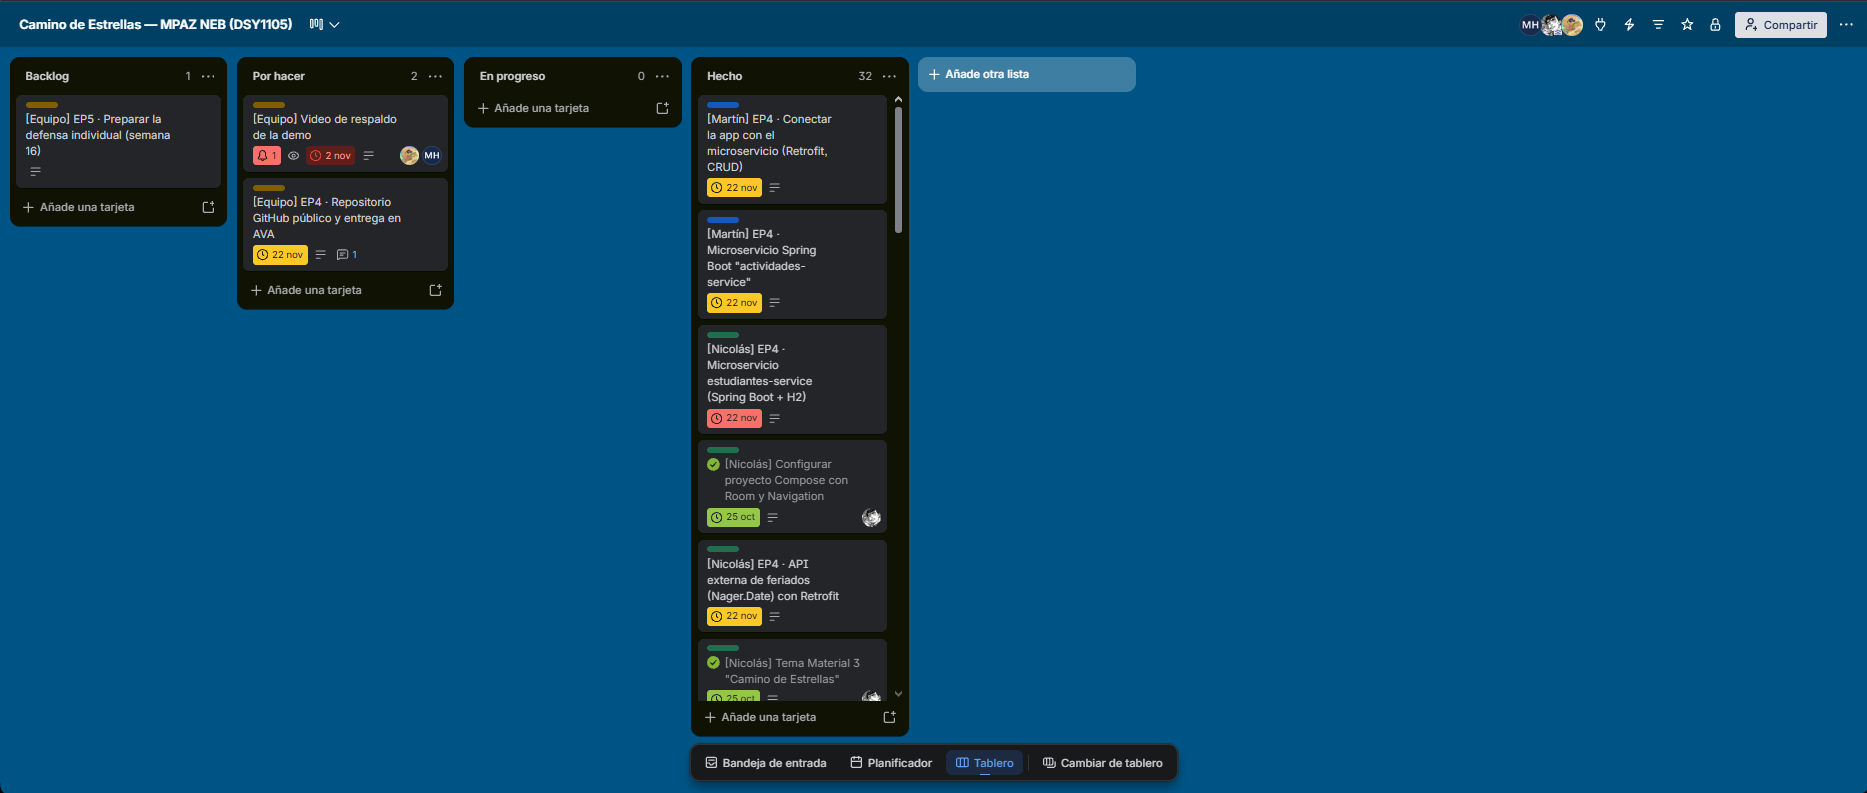 Camino de Estrellas — MPAZ NEB (DSY1105)
MH
Compartir
Backlog
1
[Equipo] EP5 · Preparar la
defensa individual (semana
16)
Añade una tarjeta
Por hacer
2
[Equipo] Video de respaldo
de la demo
1
2 nov
MH
[Equipo] EP4 · Repositorio
GitHub público y entrega en
AVA
22 nov
1
Añade una tarjeta
En progreso
0
Añade una tarjeta
Hecho
32
[Martín] EP4 · Conectar
la app con el
microservicio (Retrofit,
CRUD)
22 nov
[Martín] EP4 ·
Microservicio Spring
Boot "actividades-
service"
22 nov
[Nicolás] EP4 ·
Microservicio
estudiantes-service
(Spring Boot + H2)
22 nov
[Nicolás] Configurar
proyecto Compose con
Room y Navigation
25 oct
[Nicolás] EP4 · API
externa de feriados
(Nager.Date) con Retrofit
22 nov
[Nicolás] Tema Material 3
"Camino de Estrellas"
25 oct
Añade una tarjeta
Añade otra lista
Bandeja de entrada
Planificador
Tablero
Cambiar de tablero